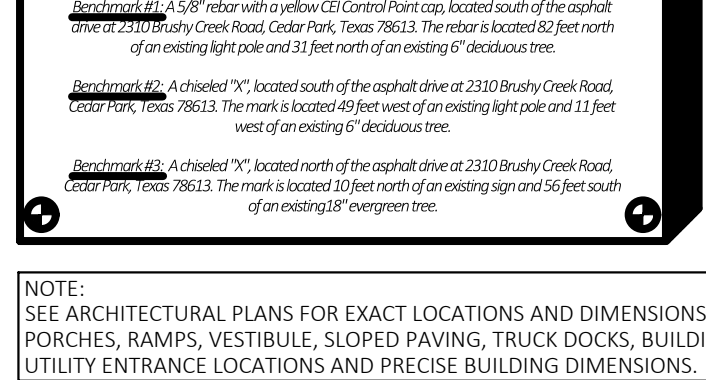 Benchmark #1: A 5/8" rebar with a yellow CEI Control Point cap, located south of the asphalt
drive at 2310 Brushy Creek Road, Cedar Park, Texas 78613. The rebar is located 82 feet north
of an existing light pole and 31 feet north of an existing 6" deciduous tree.
Benchmark #2: A chiseled "X", located south of the asphalt drive at 2310 Brushy Creek Road,
Cedar Park, Texas 78613. The mark is located 49 feet west of an existing light pole and 11 feet
west of an existing 6" deciduous tree.
Benchmark #3: A chiseled "X", located north of the asphalt drive at 2310 Brushy Creek Road,
Cedar Park, Texas 78613. The mark is located 10 feet north of an existing sign and 56 feet south
of an existing18" evergreen tree.
NOTE:
SEE ARCHITECTURAL PLANS FOR EXACT LOCATIONS AND DIMENSIONS
PORCHES, RAMPS, VESTIBULE, SLOPED PAVING, TRUCK DOCKS, BUILDI
UTILITY ENTRANCE LOCATIONS AND PRECISE BUILDING DIMENSIONS.